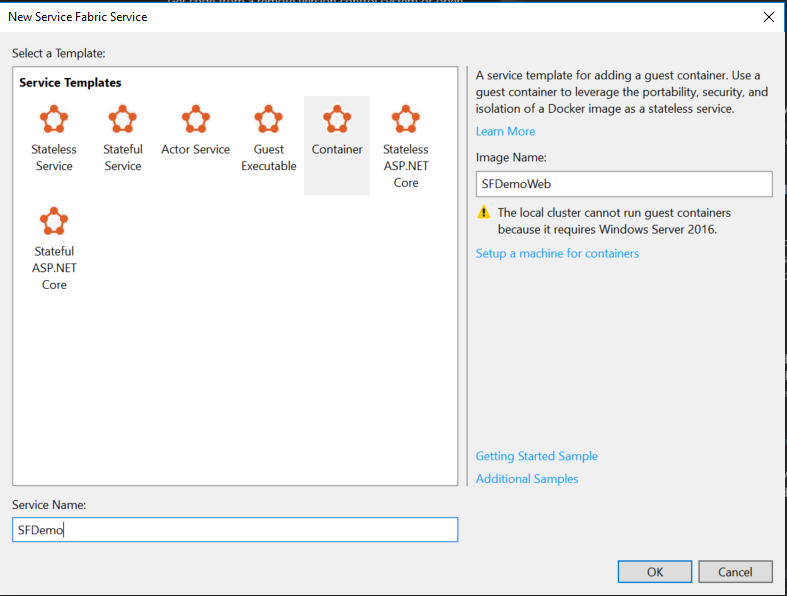 New Service Fabric Service
Select a Template:
Service Templates
Stateless
Service
Stateful
Service
Actor Service
Guest
Executable
Container
Stateless
ASP.NET
Core
Stateful
ASP.NET
Core
A service template for adding a guest container. Use a
guest container to leverage the portability, security, and
isolation of a Docker image as a stateless service.
Learn More
Image Name:
SFDemoWeb
The local cluster cannot run guest containers
because it requires Windows Server 2016.
Setup a machine for containers
Getting Started Sample
Additional Samples
Service Name:
SFDemo
OK
Cancel